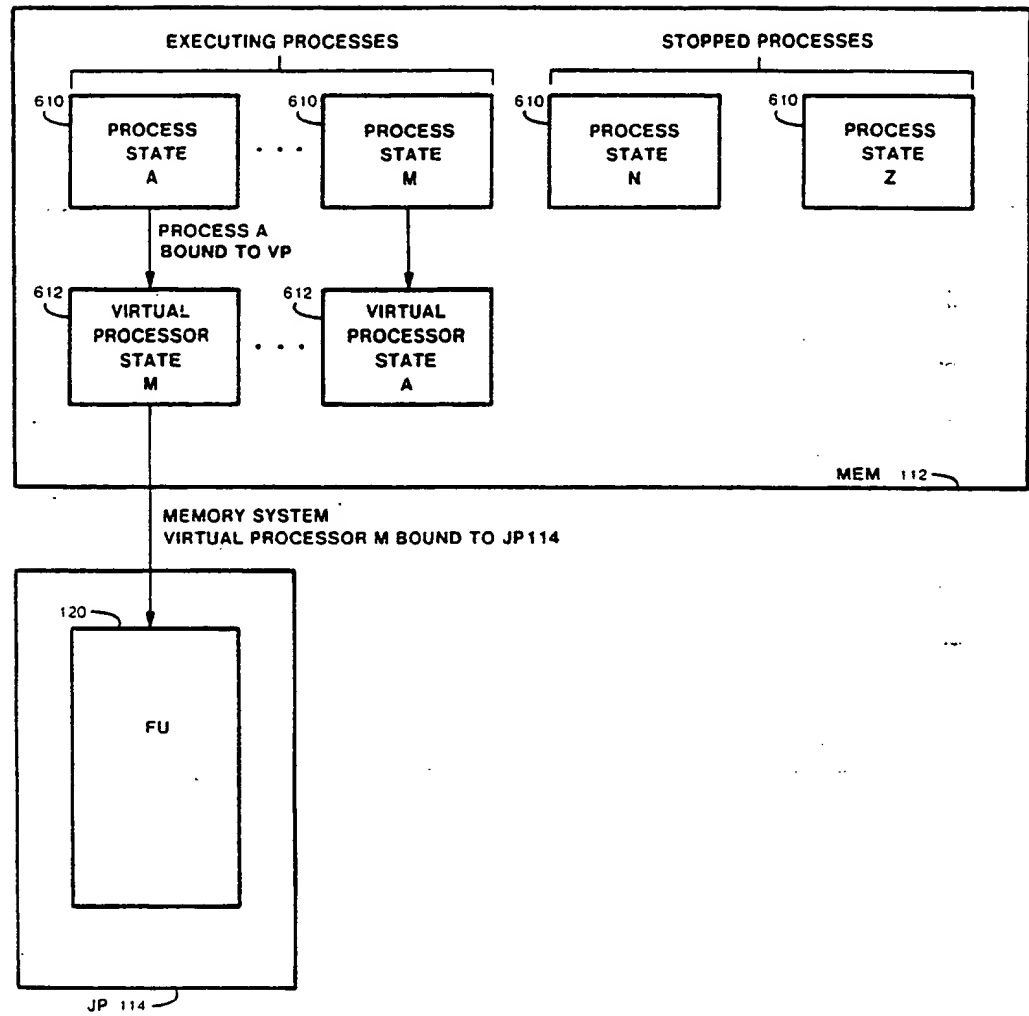 EXECUTING PROCESSES
STOPPED PROCESSES
610
PROCESS
STATE
A
. . .
610
PROCESS
STATE
M
610
PROCESS
STATE
N
610
PROCESS
STATE
Z
PROCESS A
BOUND TO VP
612
VIRTUAL
PROCESSOR
STATE
M
. . .
612
VIRTUAL
PROCESSOR
STATE
A
MEM 112
MEMORY SYSTEM
VIRTUAL PROCESSOR M BOUND TO JP114
120
FU
JP 114